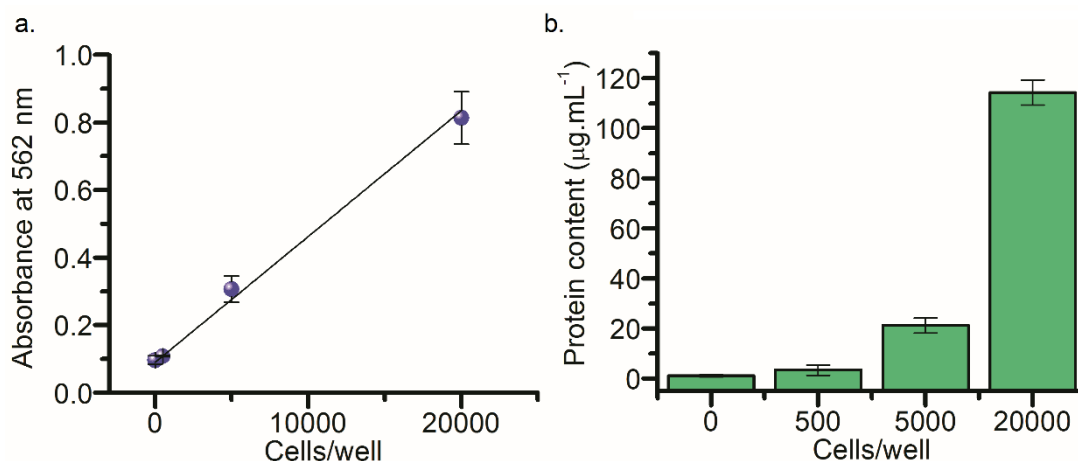 a.
Absorbance at 562 nm
1.0
0.8
0.6
0.4
0.2
0.0
0 10000 20000
Cells/well
b.
Protein content (μg.mL⁻¹)
120
100
80
60
40
20
0
0 500 5000 20000
Cells/well